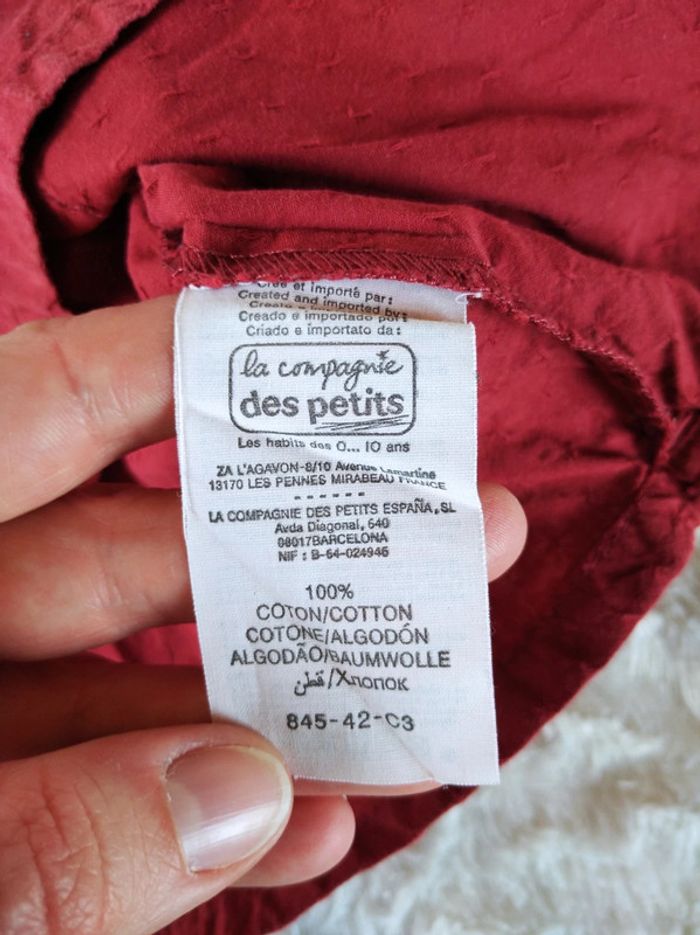 Créé et importé par:
Created and imported by:
Creado e importado por:
Criado e importato da:
la compagnie
des petits
Les habits des 0... 10 ans
ZA L'AGAVON-8/10 Avenue Lamartine
13170 LES PENNES MIRABEAU FRANCE
------
LA COMPAGNIE DES PETITS ESPAÑA, SL
Avda Diagonal, 640
08017BARCELONA
NIF : B-64-024946
100%
COTON/COTTON
COTONE/ALGODÓN
ALGODÃO/BAUMWOLLE
قطن/Хлопок
845-42-C3